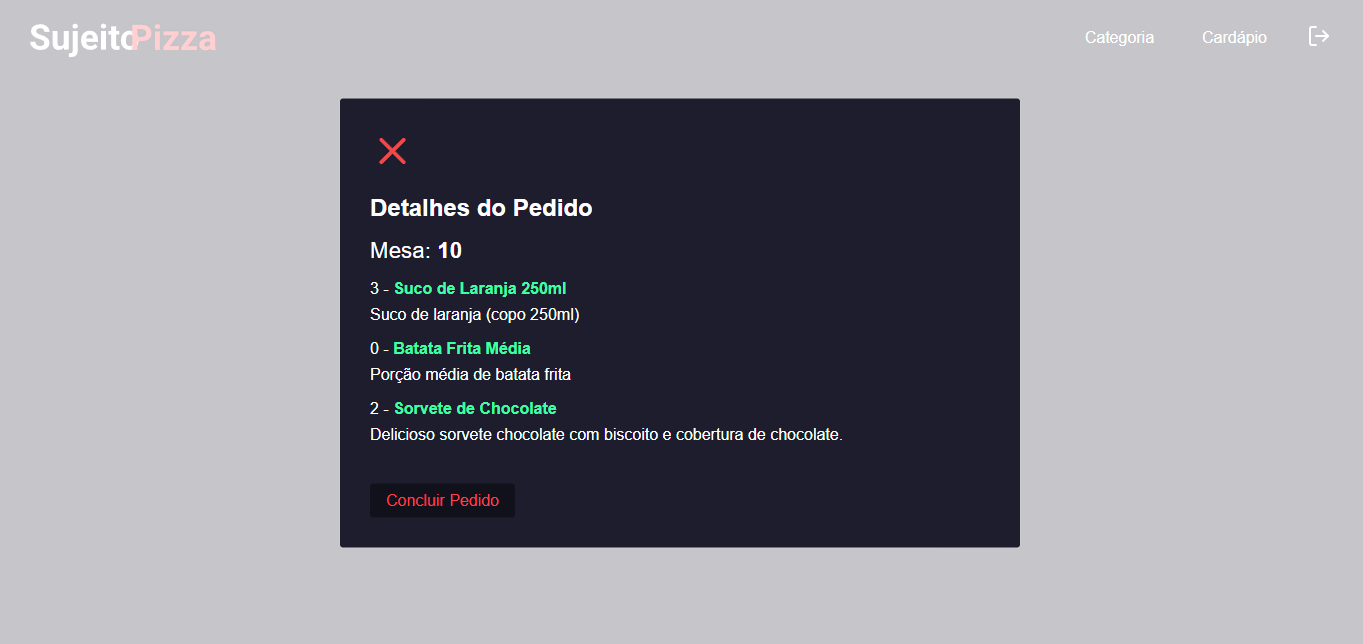 SujeitoPizza
Categoria
Cardápio
Detalhes do Pedido
Mesa: 10
3 - Suco de Laranja 250ml
Suco de laranja (copo 250ml)
0 - Batata Frita Média
Porção média de batata frita
2 - Sorvete de Chocolate
Delicioso sorvete chocolate com biscoito e cobertura de chocolate.
Concluir Pedido